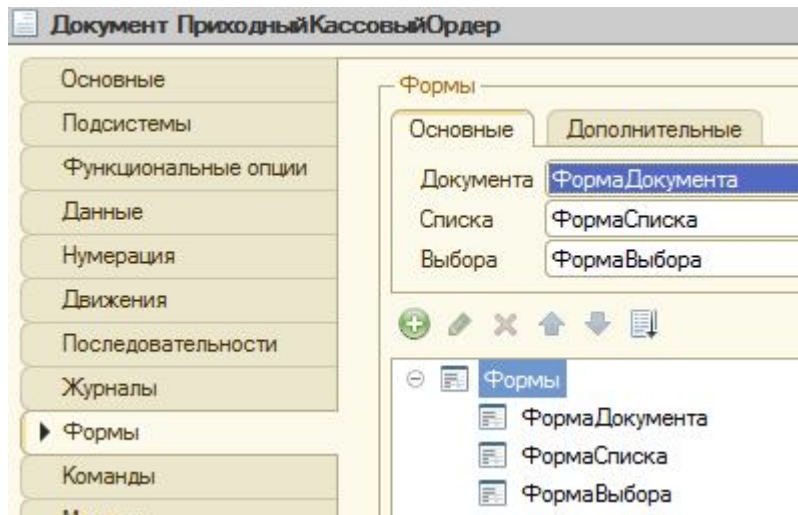 Документ ПриходныйКассовыйОрдер
Основные
Подсистемы
Функциональные опции
Данные
Нумерация
Движения
Последовательности
Журналы
Формы
Команды
Формы
Основные Дополнительные
Документа ФормаДокумента
Списка ФормаСписка
Выбора ФормаВыбора
Формы
ФормаДокумента
ФормаСписка
ФормаВыбора